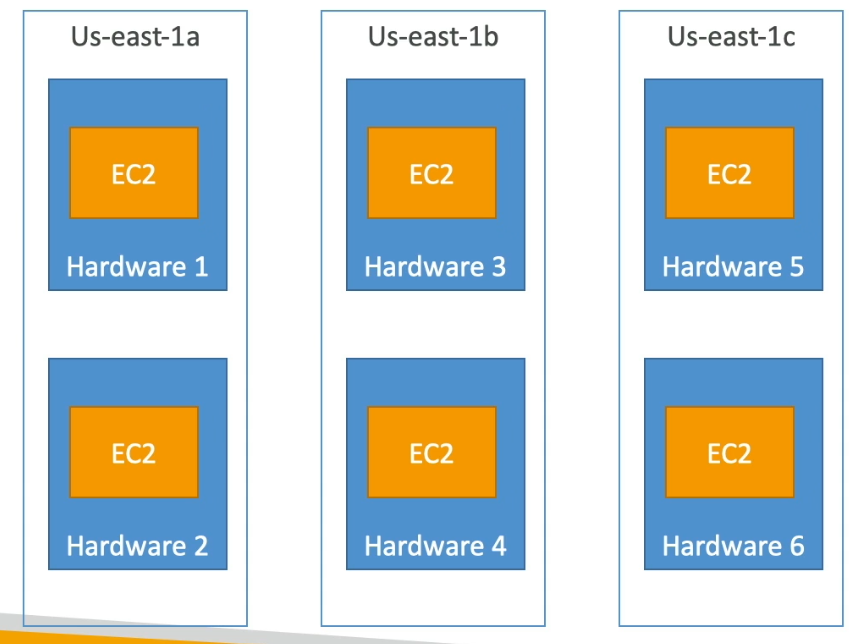 Us-east-1a
Us-east-1b
Us-east-1c
EC2
EC2
EC2
Hardware 1
Hardware 3
Hardware 5
EC2
EC2
EC2
Hardware 2
Hardware 4
Hardware 6